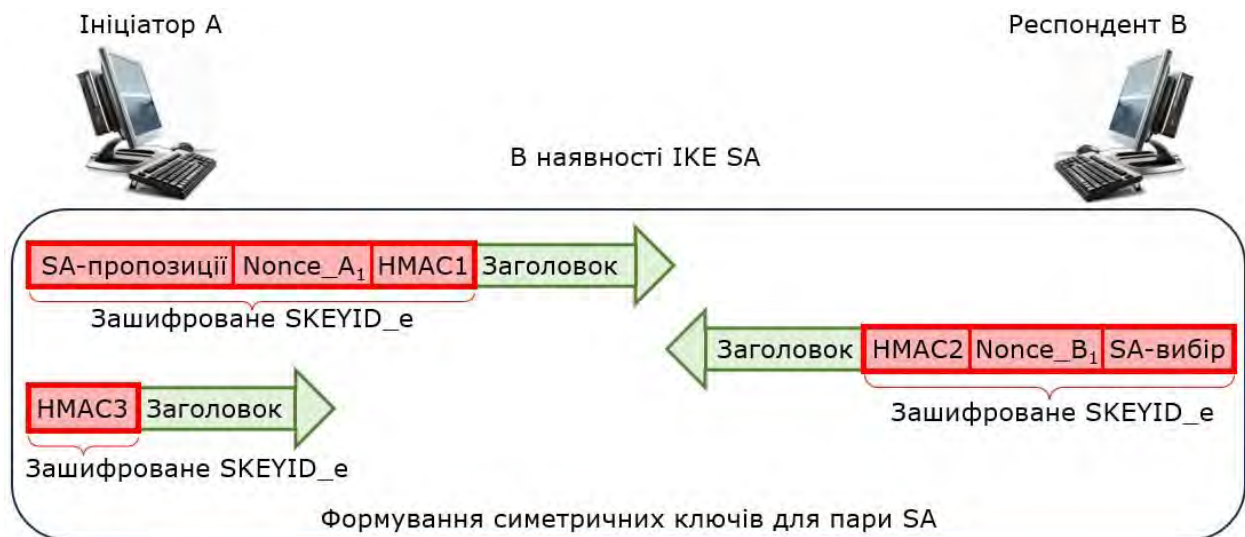 Ініціатор А
Респондент В
В наявності IKE SA
SA-пропозиції Nonce_A₁ HMAC1 Заголовок
Зашифроване SKEYID_e
Заголовок HMAC2 Nonce_B₁ SA-вибір
Зашифроване SKEYID_e
HMAC3 Заголовок
Зашифроване SKEYID_e
Формування симетричних ключів для пари SA